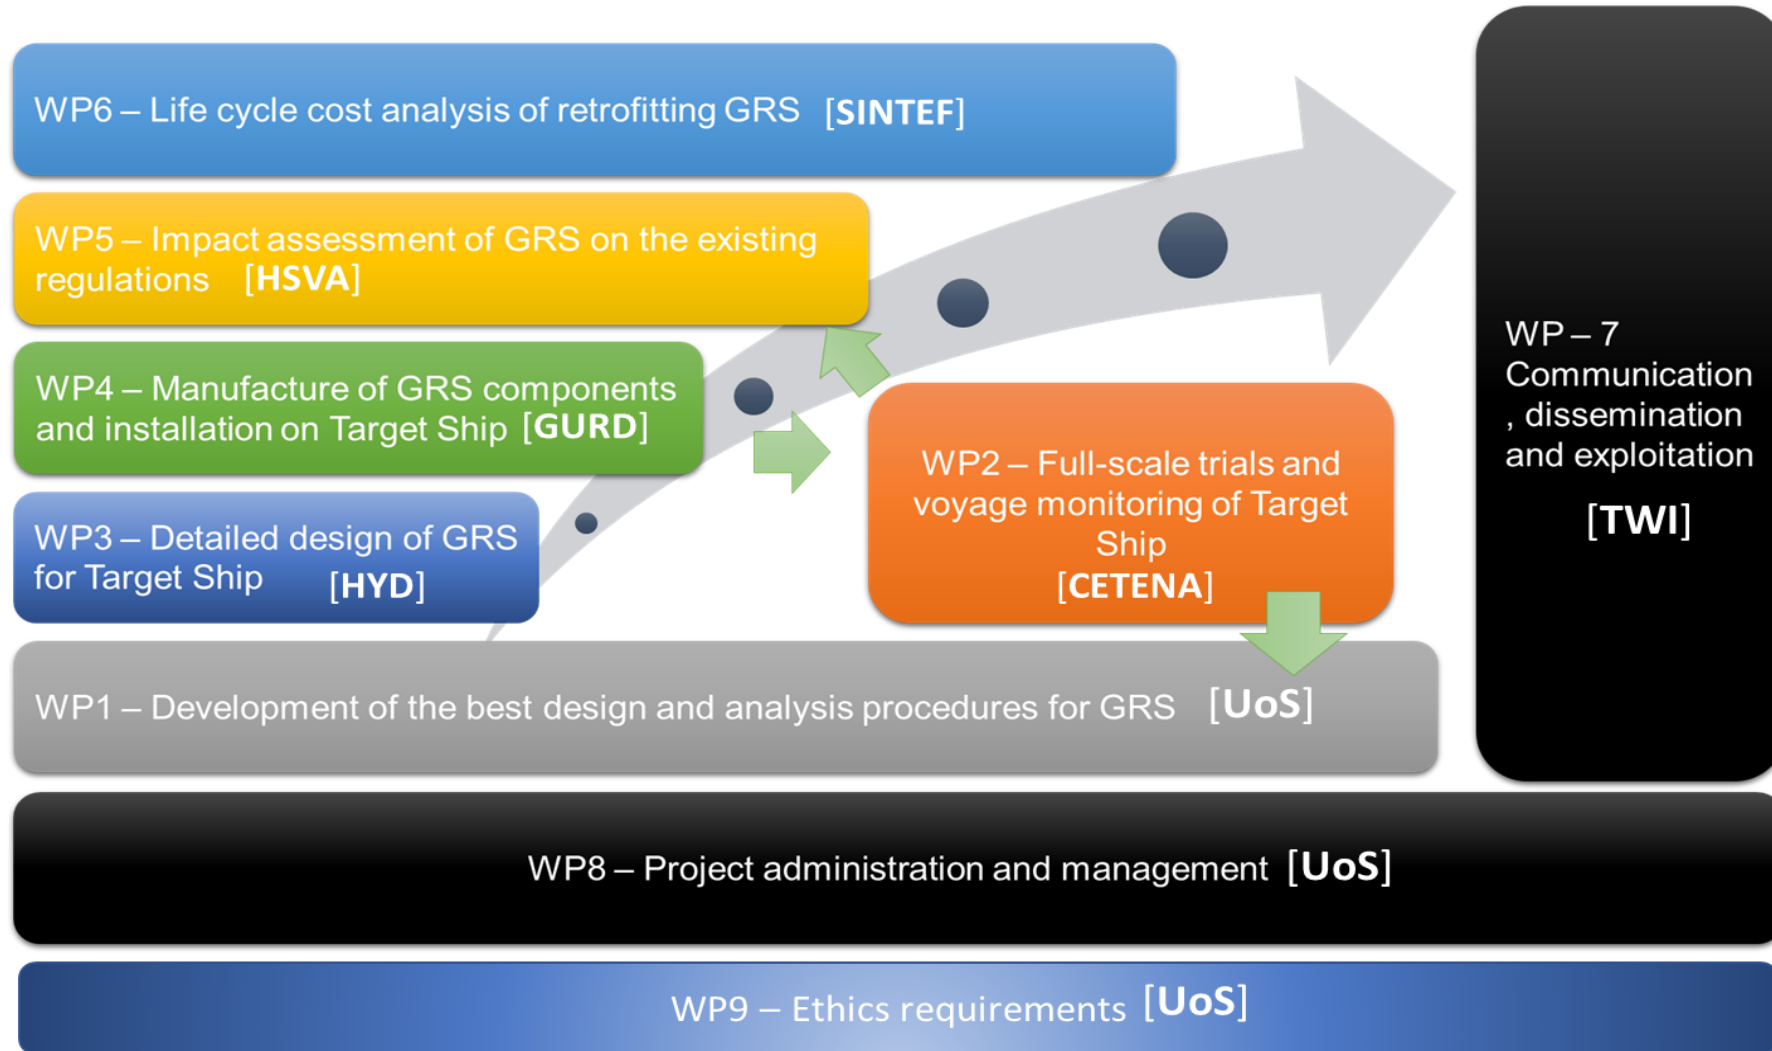 WP6 – Life cycle cost analysis of retrofitting GRS [SINTEF]
WP5 – Impact assessment of GRS on the existing
regulations [HSVA]
WP4 – Manufacture of GRS components
and installation on Target Ship [GURD]
WP3 – Detailed design of GRS
for Target Ship [HYD]
WP2 – Full-scale trials and
voyage monitoring of Target
Ship
[CETENA]
WP1 – Development of the best design and analysis procedures for GRS [UoS]
WP – 7
Communication
, dissemination
and exploitation
[TWI]
WP8 – Project administration and management [UoS]
WP9 – Ethics requirements [UoS]